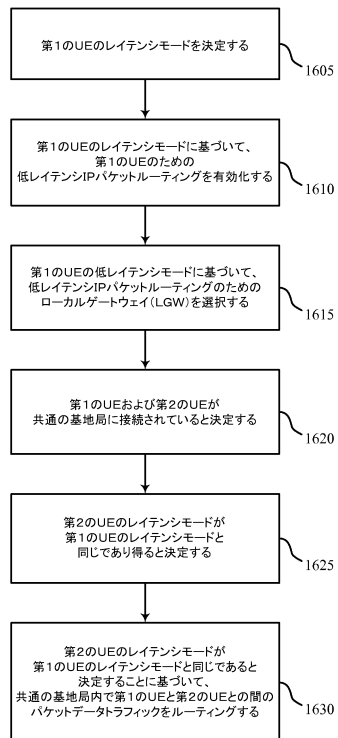 第1のUEのレイテンシモードを決定する
1605
第1のUEのレイテンシモードに基づいて、
第1のUEのための
低レイテンシIPパケットルーティングを有効化する
1610
第1のUEの低レイテンシモードに基づいて、
低レイテンシIPパケットルーティングのための
ローカルゲートウェイ(LGW)を選択する
1615
第1のUEおよび第2のUEが
共通の基地局に接続されていると決定する
1620
第2のUEのレイテンシモードが
第1のUEのレイテンシモードと
同じであり得ると決定する
1625
第2のUEのレイテンシモードが
第1のUEのレイテンシモードと同じであると
決定することに基づいて、
共通の基地局内で第1のUEと第2のUEとの間の
パケットデータトラフィックをルーティングする
1630